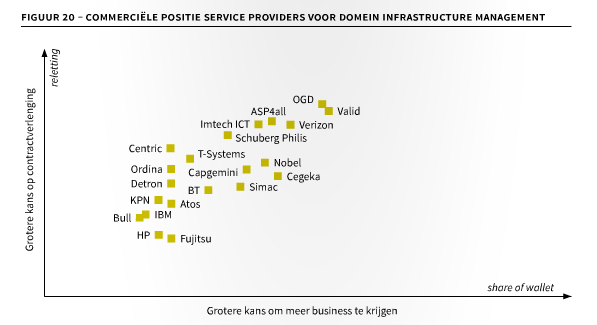 FIGUUR 20 – COMMERCIËLE POSITIE SERVICE PROVIDERS VOOR DOMEIN INFRASTRUCTURE MANAGEMENT
reletting
Grotere kans op contractverlenging
OGD
ASP4all
Valid
Imtech ICT
Verizon
Schuberg Philis
Centric
T-Systems
Nobel
Ordina
Capgemini
Cegeka
Detron
BT
Simac
KPN
Atos
Bull
IBM
HP
Fujitsu
share of wallet
Grotere kans om meer business te krijgen